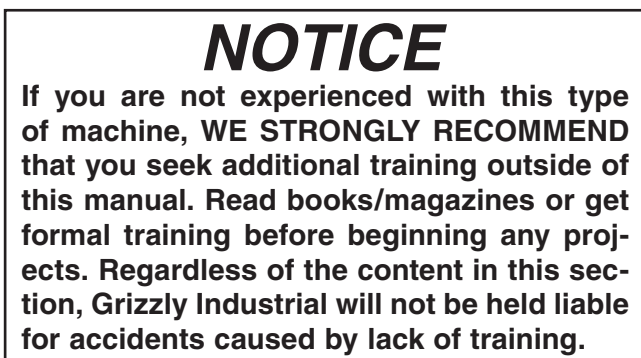 NOTICE
If you are not experienced with this type
of machine, WE STRONGLY RECOMMEND
that you seek additional training outside of
this manual. Read books/magazines or get
formal training before beginning any proj-
ects. Regardless of the content in this sec-
tion, Grizzly Industrial will not be held liable
for accidents caused by lack of training.